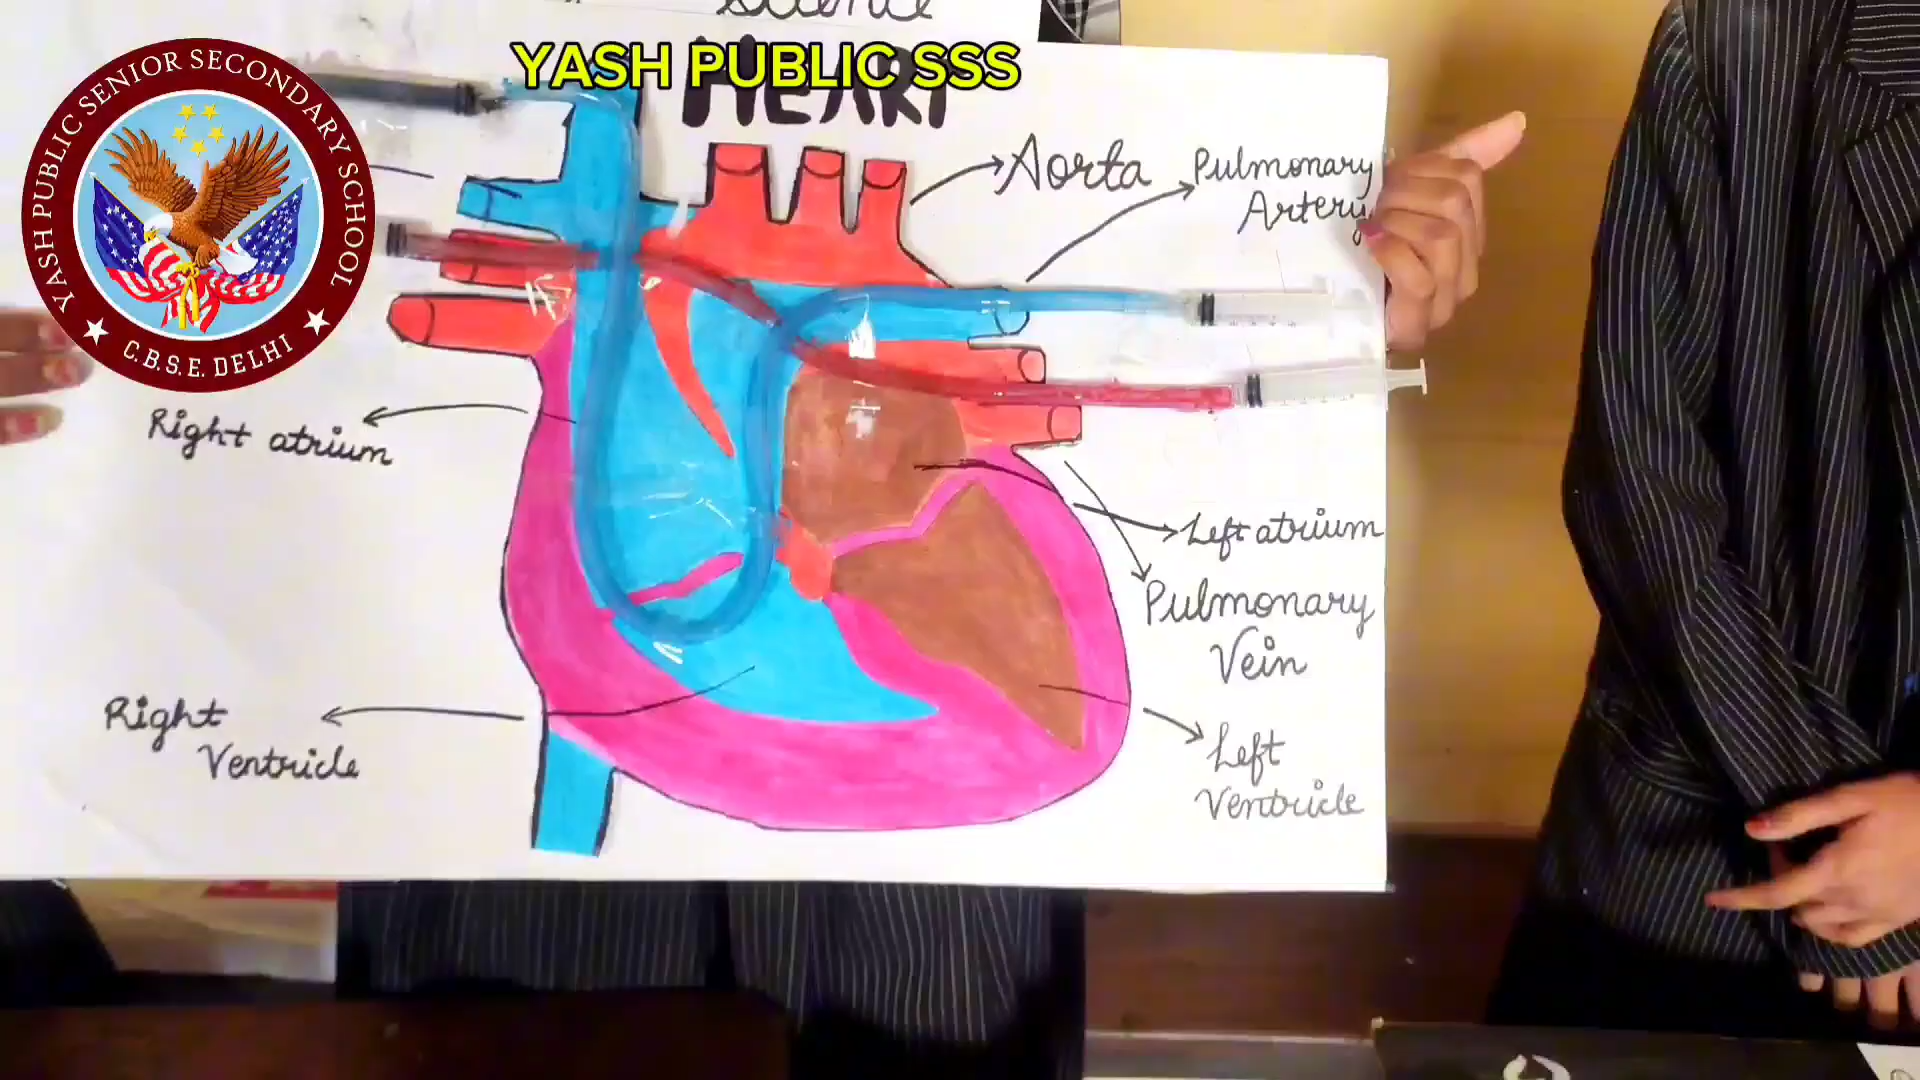 Science
YASH PUBLIC SSS
HEART
YASH PUBLIC SENIOR SECONDARY SCHOOL
C.B.S.E. DELHI
Aorta
Pulmonary
Artery
Right atrium
Left atrium
Pulmonary
Vein
Right
Ventricle
Left
Ventricle